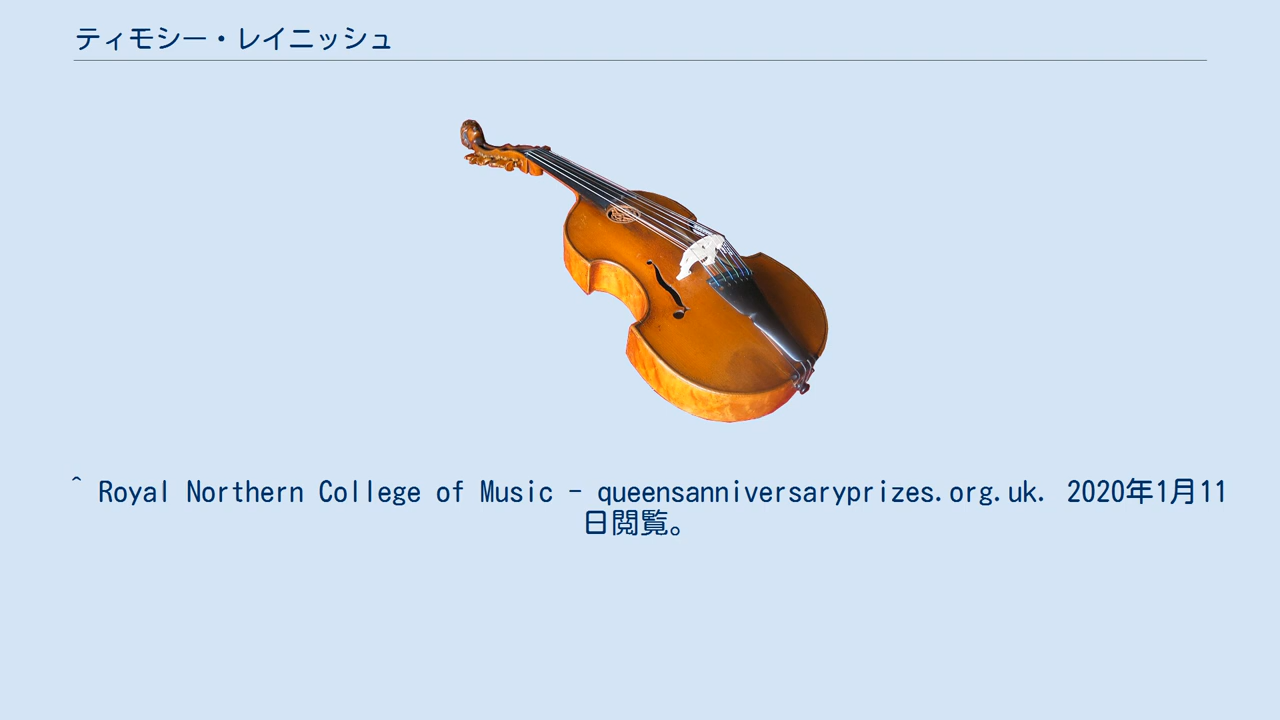 ティモシー・レイニッシュ
^ Royal Northern College of Music - queensanniversaryprizes.org.uk. 2020年1月11
日閲覧。